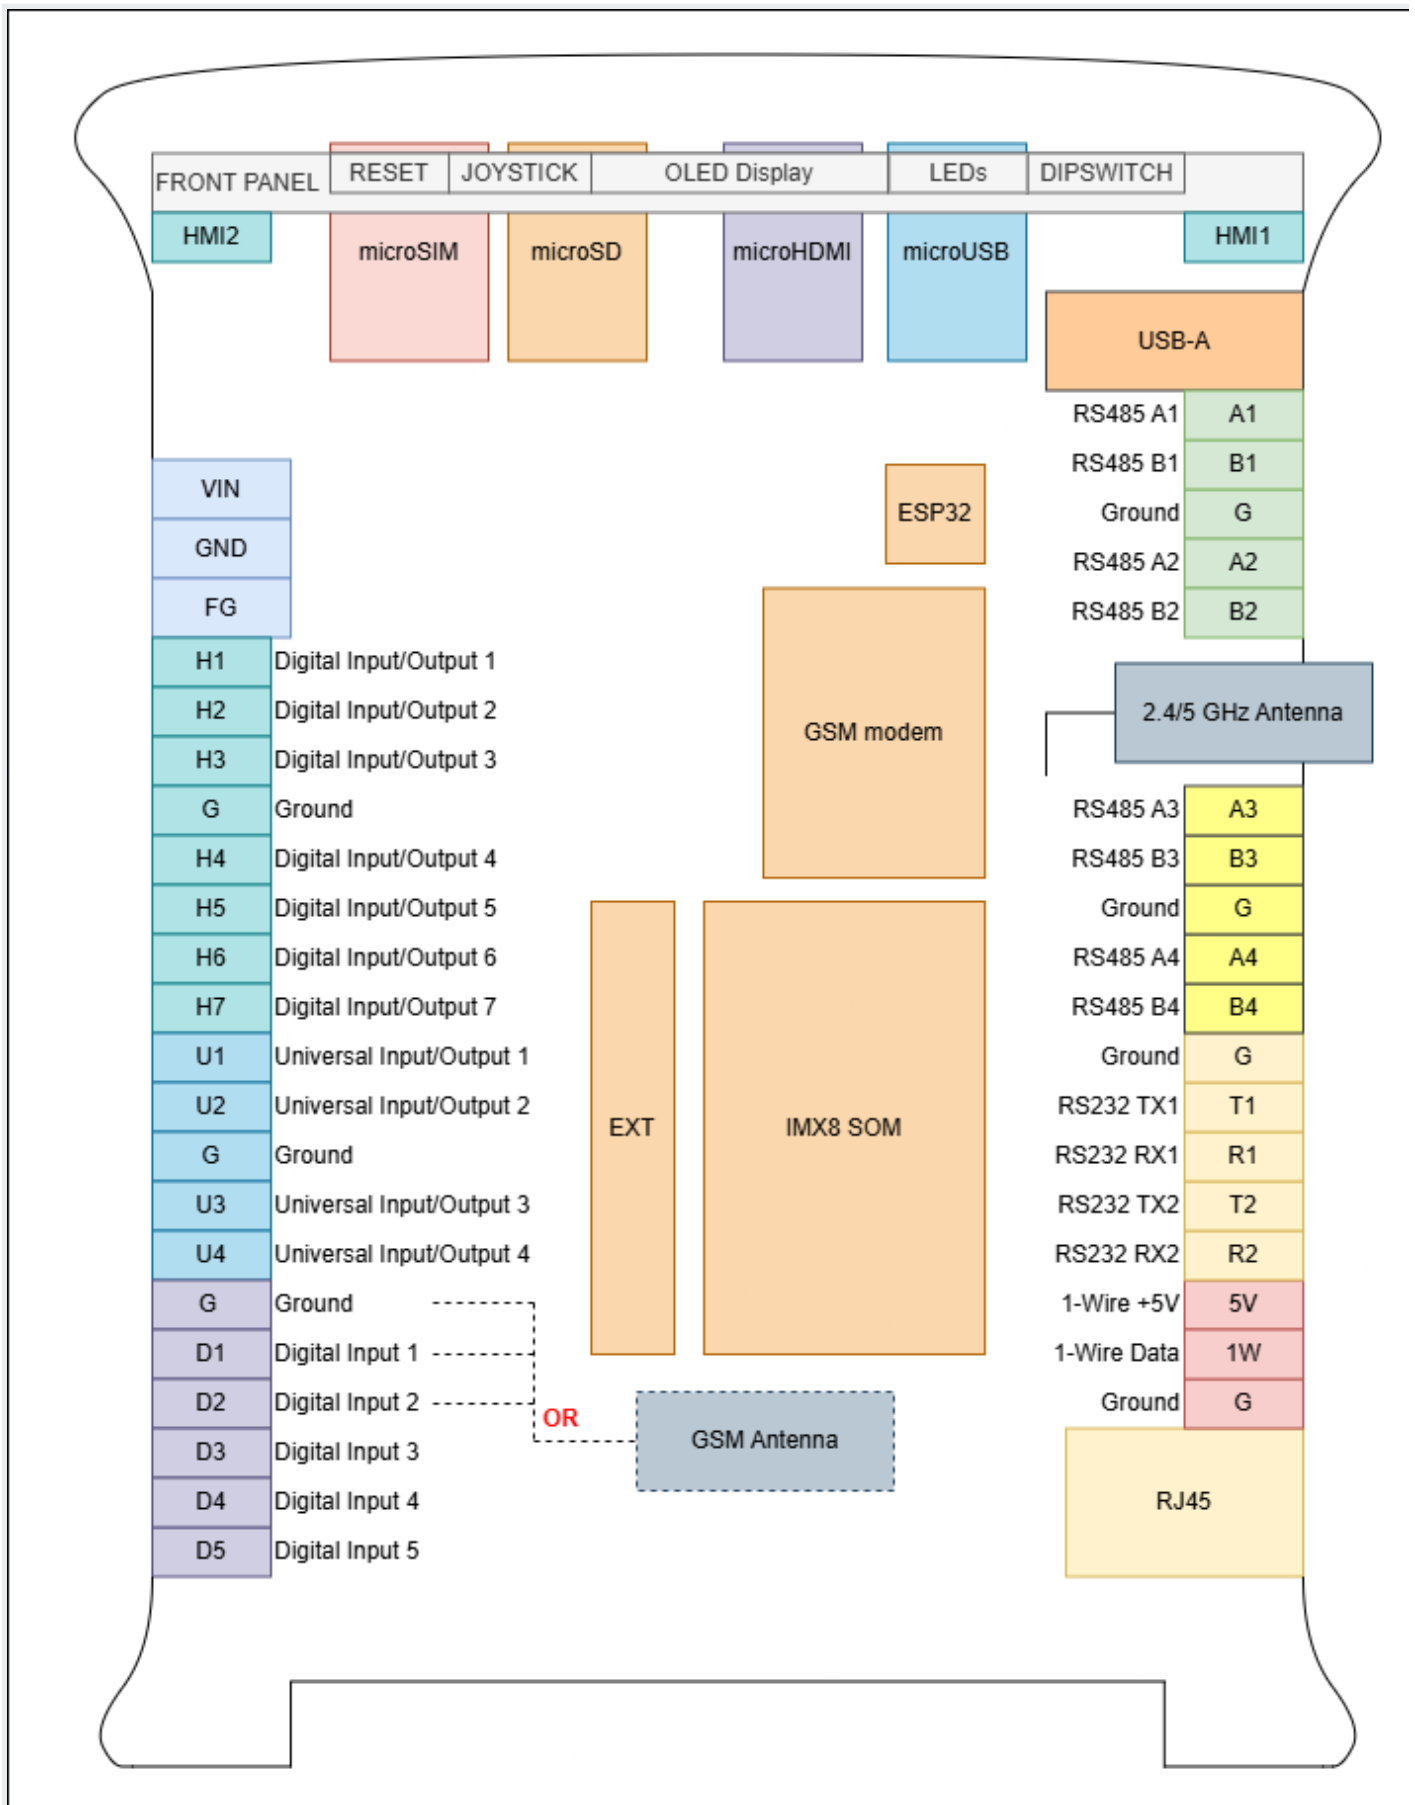 FRONT PANEL
RESET
JOYSTICK
OLED Display
LEDs
DIPSWITCH
HMI2
microSIM
microSD
microHDMI
microUSB
HMI1
USB-A
RS485 A1 A1
RS485 B1 B1
Ground G
RS485 A2 A2
RS485 B2 B2
VIN
GND
FG
ESP32
GSM modem
2.4/5 GHz Antenna
H1 Digital Input/Output 1
H2 Digital Input/Output 2
H3 Digital Input/Output 3
G Ground
H4 Digital Input/Output 4
H5 Digital Input/Output 5
H6 Digital Input/Output 6
H7 Digital Input/Output 7
U1 Universal Input/Output 1
U2 Universal Input/Output 2
G Ground
U3 Universal Input/Output 3
U4 Universal Input/Output 4
G Ground
D1 Digital Input 1
D2 Digital Input 2
D3 Digital Input 3
D4 Digital Input 4
D5 Digital Input 5
OR
GSM Antenna
EXT
IMX8 SOM
RS485 A3 A3
RS485 B3 B3
Ground G
RS485 A4 A4
RS485 B4 B4
Ground G
RS232 TX1 T1
RS232 RX1 R1
RS232 TX2 T2
RS232 RX2 R2
1-Wire +5V 5V
1-Wire Data 1W
Ground G
RJ45